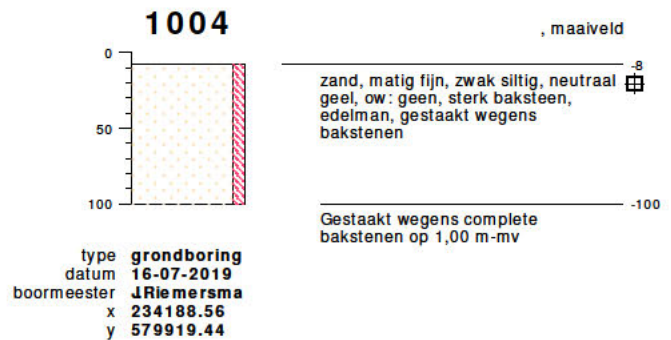 1004
, maaiveld
0
-8
zand, matig fijn, zwak siltig, neutraal
geel, ow: geen, sterk baksteen,
edelman, gestaakt wegens
bakstenen
50
100
-100
Gestaakt wegens complete
bakstenen op 1,00 m-mv
type grondboring
datum 16-07-2019
boormeester J.Riemersma
x 234188.56
y 579919.44